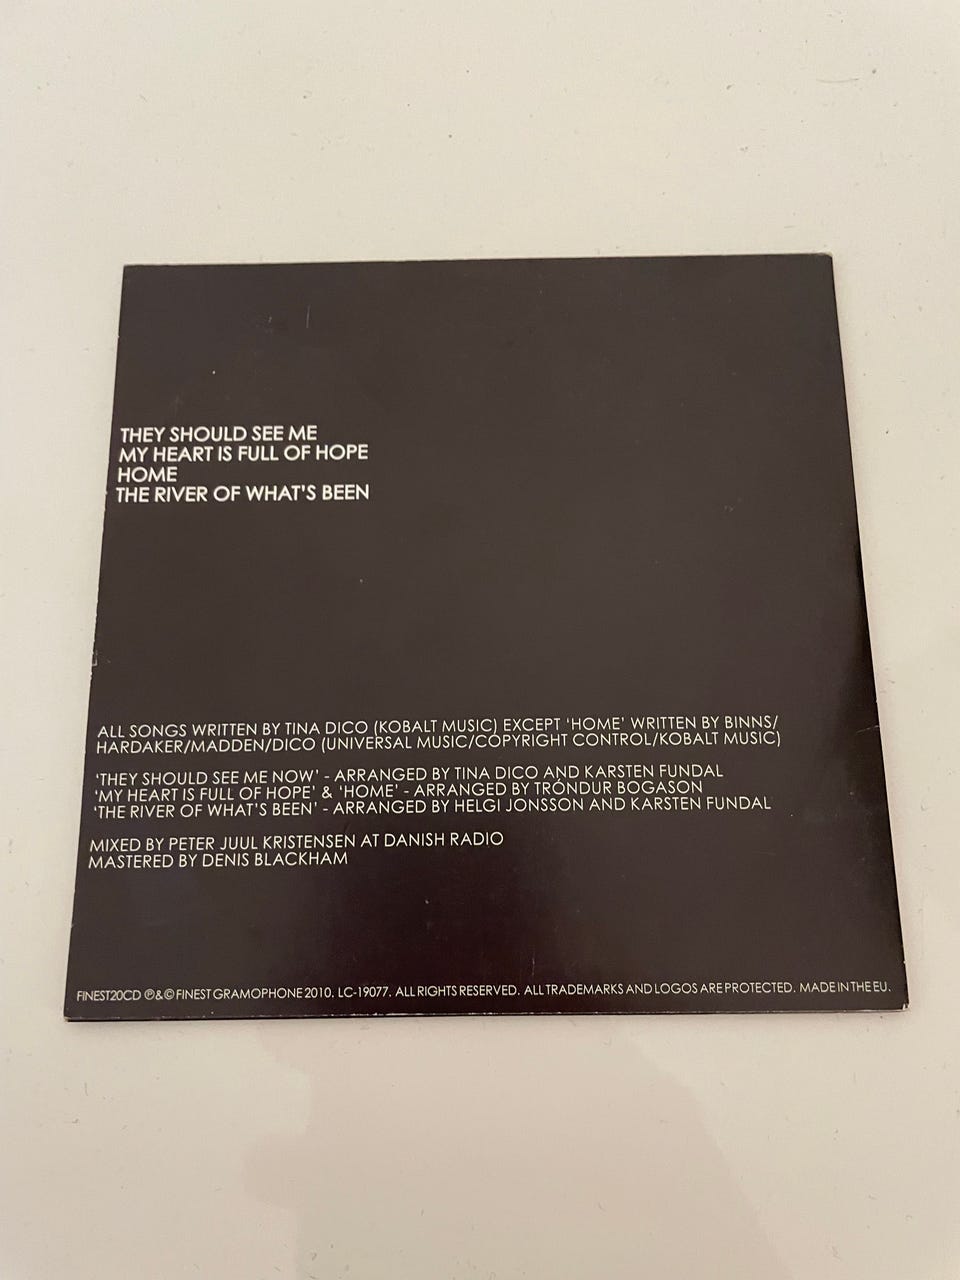 THEY SHOULD SEE ME
MY HEART IS FULL OF HOPE
HOME
THE RIVER OF WHAT'S BEEN
ALL SONGS WRITTEN BY TINA DICO (KOBALT MUSIC) EXCEPT 'HOME' WRITTEN BY BINNS/
HARDAKER/MADDEN/DICO (UNIVERSAL MUSIC/COPYRIGHT CONTROL/KOBALT MUSIC)
'THEY SHOULD SEE ME NOW' - ARRANGED BY TINA DICO AND KARSTEN FUNDAL
'MY HEART IS FULL OF HOPE' & 'HOME' - ARRANGED BY TRÓNDUR BOGASON
'THE RIVER OF WHAT'S BEEN' - ARRANGED BY HELGI JONSSON AND KARSTEN FUNDAL
MIXED BY PETER JUUL KRISTENSEN AT DANISH RADIO
MASTERED BY DENIS BLACKHAM
FINEST20CD ℗&© FINEST GRAMOPHONE 2010. LC-19077. ALL RIGHTS RESERVED. ALL TRADEMARKS AND LOGOS ARE PROTECTED. MADE IN THE EU.